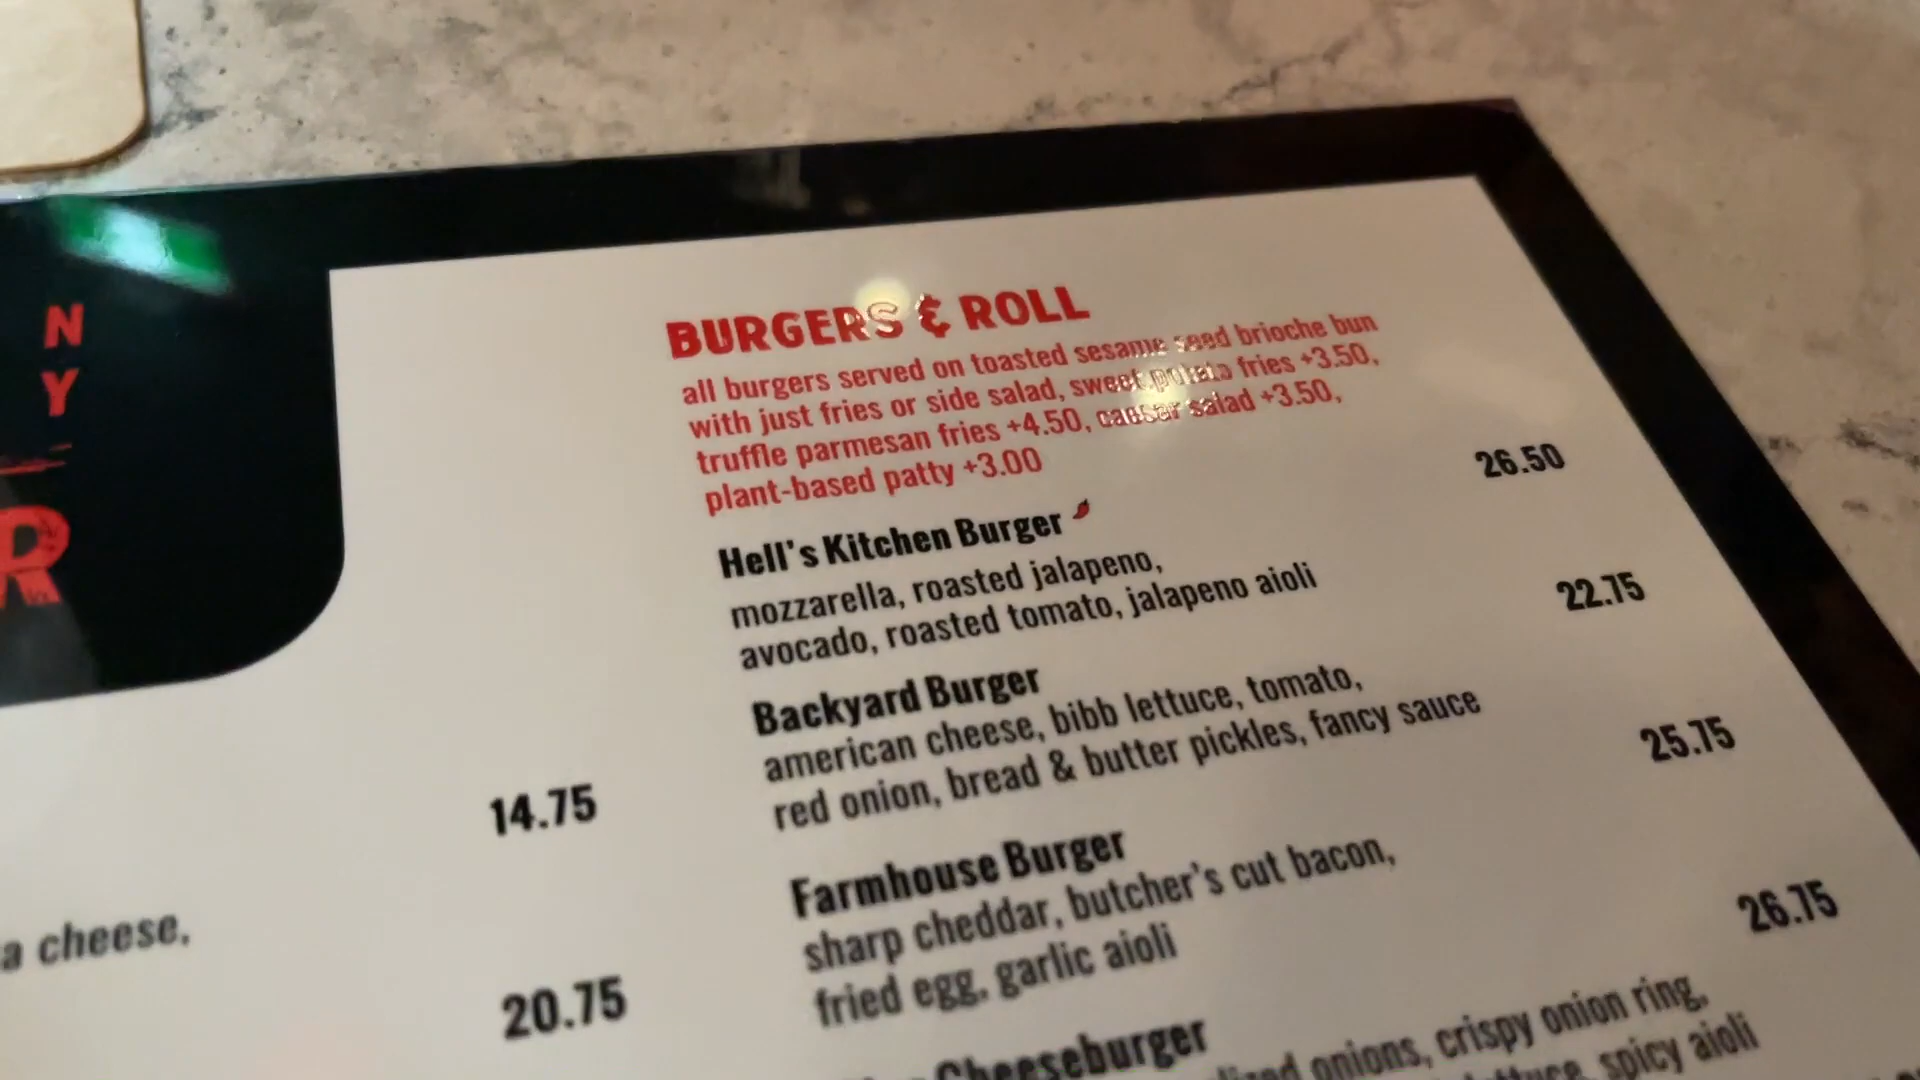 N
Y
R
BURGERS & ROLL
all burgers served on toasted sesame seed brioche bun
with just fries or side salad, sweet potato fries +3.50,
truffle parmesan fries +4.50, caesar salad +3.50,
plant-based patty +3.00
Hell's Kitchen Burger 26.50
mozzarella, roasted jalapeno,
avocado, roasted tomato, jalapeno aioli
Backyard Burger 22.75
american cheese, bibb lettuce, tomato,
red onion, bread & butter pickles, fancy sauce
Farmhouse Burger 25.75
sharp cheddar, butcher's cut bacon,
fried egg, garlic aioli
Cheeseburger 26.75
onions, crispy onion ring,
lettuce, spicy aioli
14.75
a cheese,
20.75